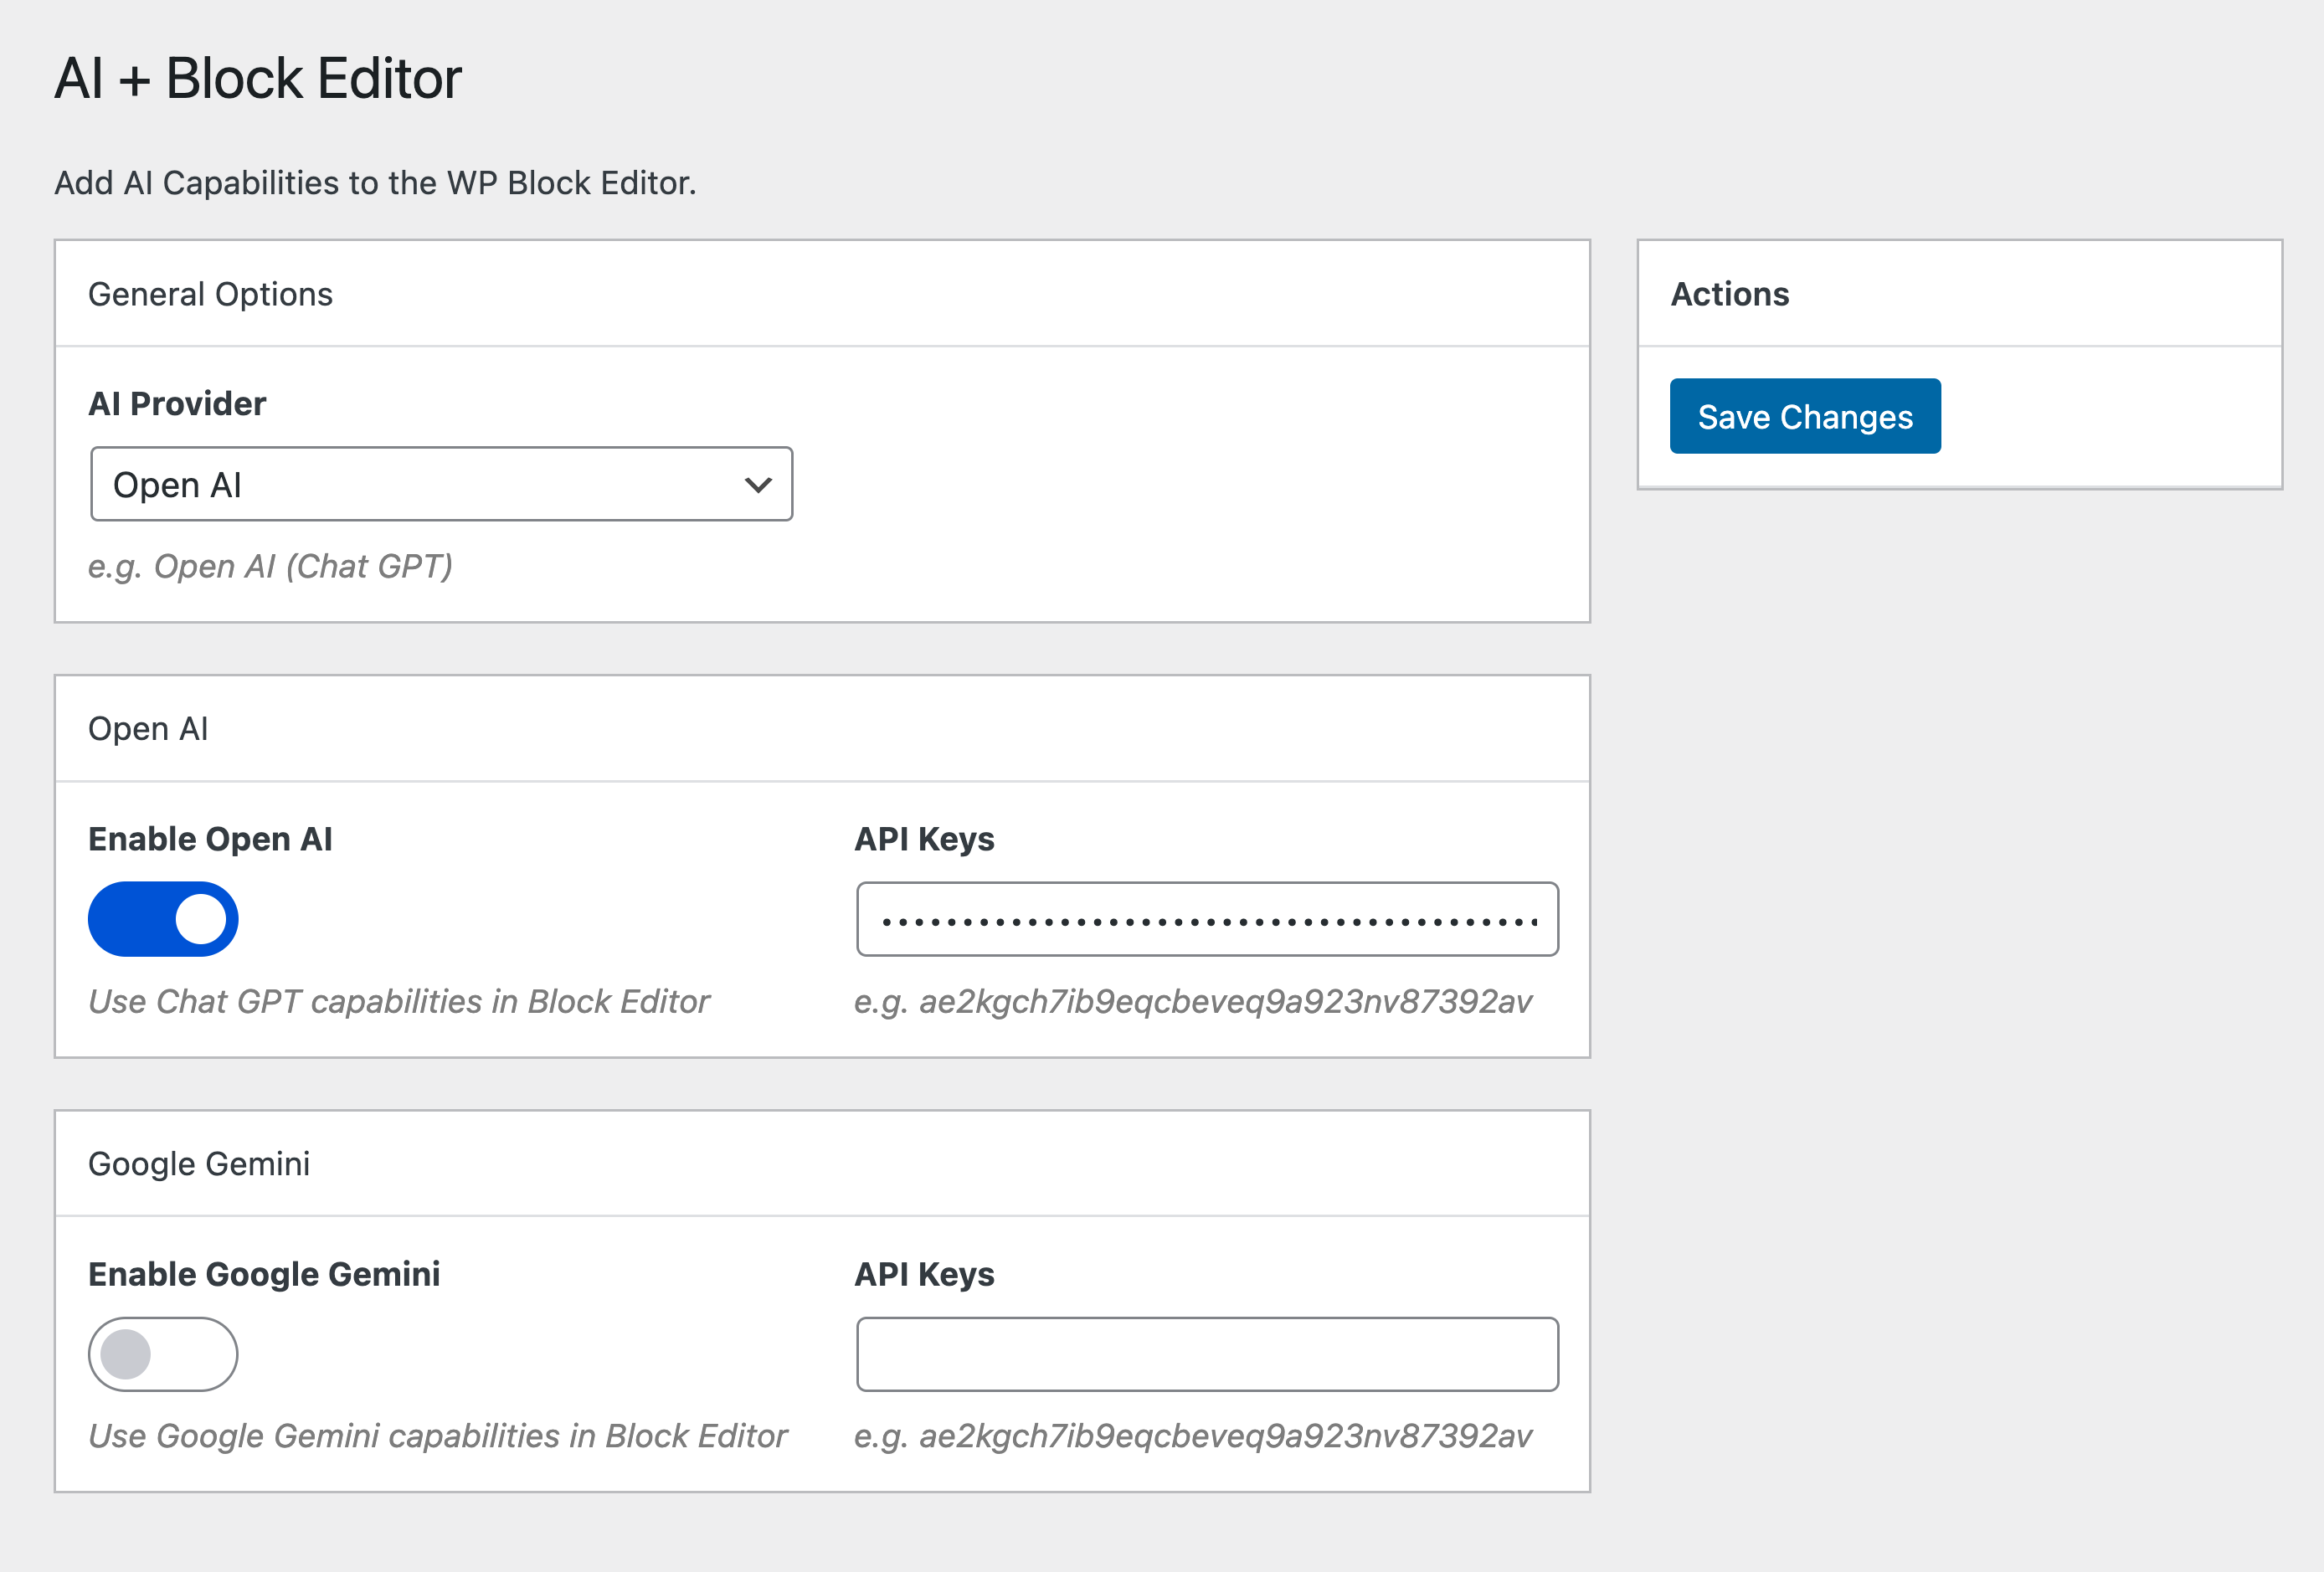 AI + Block Editor
Add AI Capabilities to the WP Block Editor.
General Options
AI Provider
Open AI
e.g. Open AI (Chat GPT)
Actions
Save Changes
Open AI
Enable Open AI
Use Chat GPT capabilities in Block Editor
API Keys
e.g. ae2kgch7ib9eqcbeveq9a923nv87392av
Google Gemini
Enable Google Gemini
Use Google Gemini capabilities in Block Editor
API Keys
e.g. ae2kgch7ib9eqcbeveq9a923nv87392av